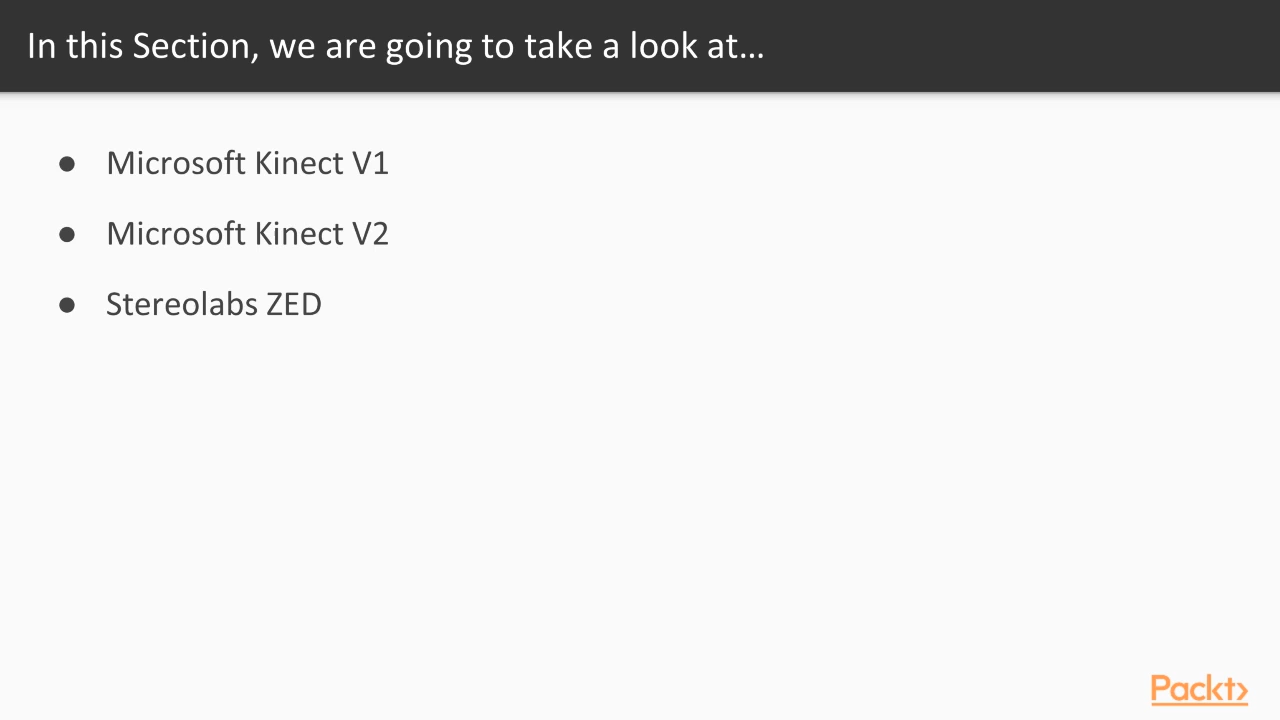 In this Section, we are going to take a look at…
● Microsoft Kinect V1
● Microsoft Kinect V2
● Stereolabs ZED
Packt>